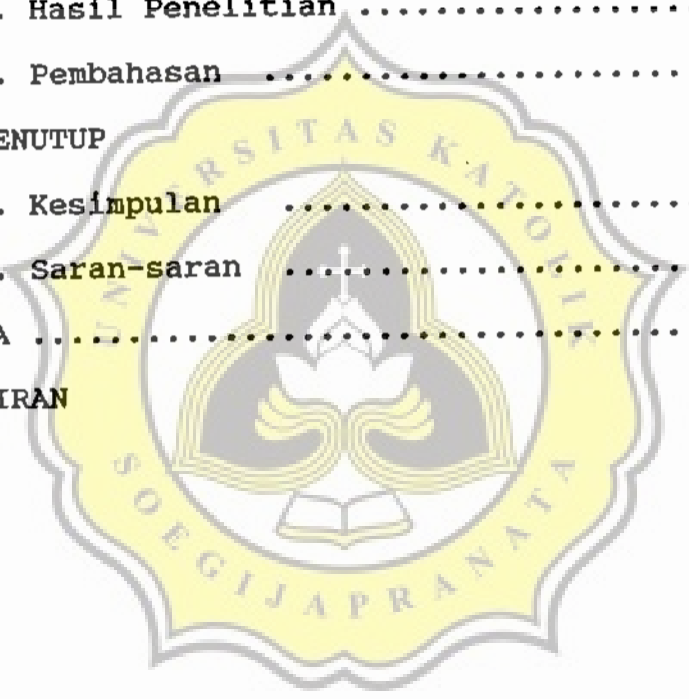 . Hasil Penelitian ......................
. Pembahasan .........................
ENUTUP
. Kesimpulan ........................
. Saran-saran ........................
A ........................................
IRAN
UNIVERSITAS KATOLIK
SOEGIJAPRANATA